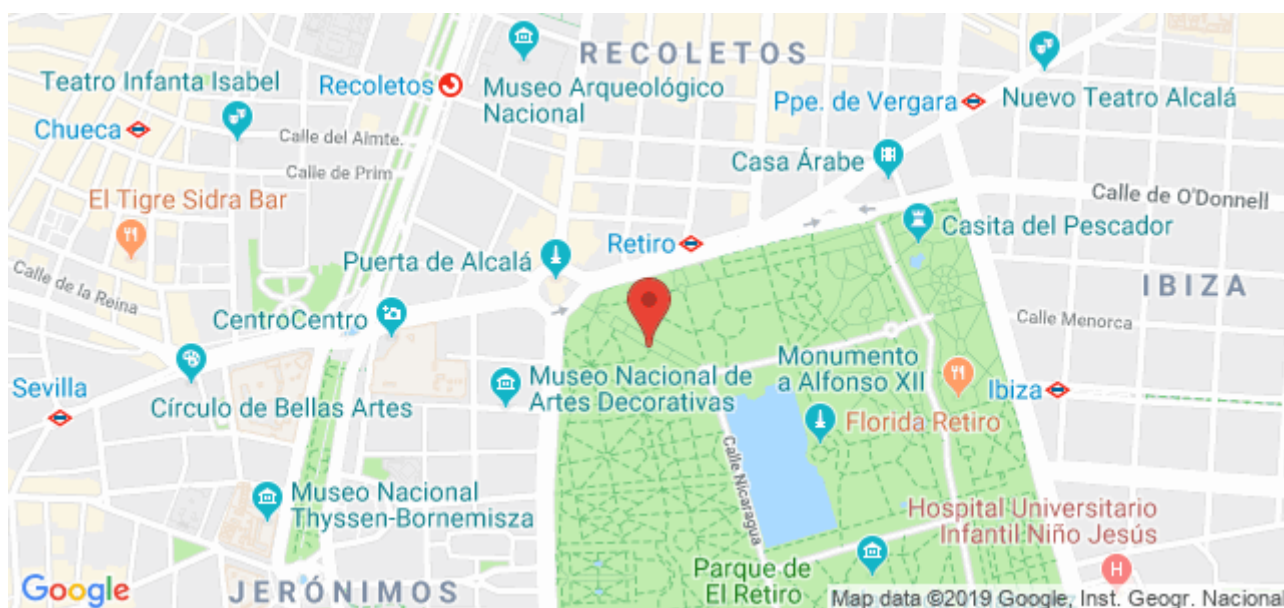 RECOLETOS
Teatro Infanta Isabel
Recoletos
Museo Arqueológico
Nacional
Ppe. de Vergara
Nuevo Teatro Alcalá
Chueca
Calle del Almte.
Calle de Prim
Casa Árabe
El Tigre Sidra Bar
Calle de O'Donnell
Casita del Pescador
Retiro
Puerta de Alcalá
Calle de la Reina
IBIZA
CentroCentro
Calle Menorca
Sevilla
Círculo de Bellas Artes
Museo Nacional de
Artes Decorativas
Monumento
a Alfonso XII
Ibiza
Florida Retiro
Calle Nicaragua
Museo Nacional
Thyssen-Bornemisza
Hospital Universitario
Infantil Niño Jesús
H
Parque de
El Retiro
JERÓNIMOS
Google
Map data ©2019 Google, Inst. Geogr. Naciona